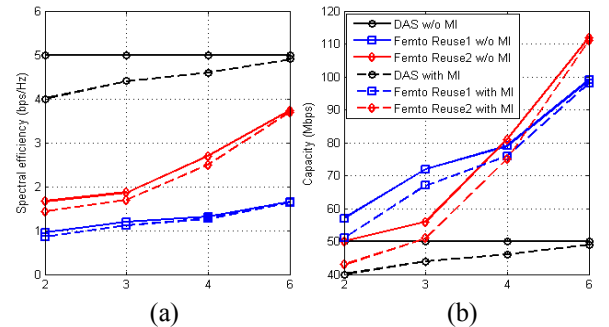 Spectral efficiency (bps/Hz)
6
5
4
3
2
1
0
2
3
4
6
(a)
Capacity (Mbps)
120
110
100
90
80
70
60
50
40
2
3
4
6
(b)
DAS w/o MI
Femto Reuse1 w/o MI
Femto Reuse2 w/o MI
DAS with MI
Femto Reuse1 with MI
Femto Reuse2 with MI